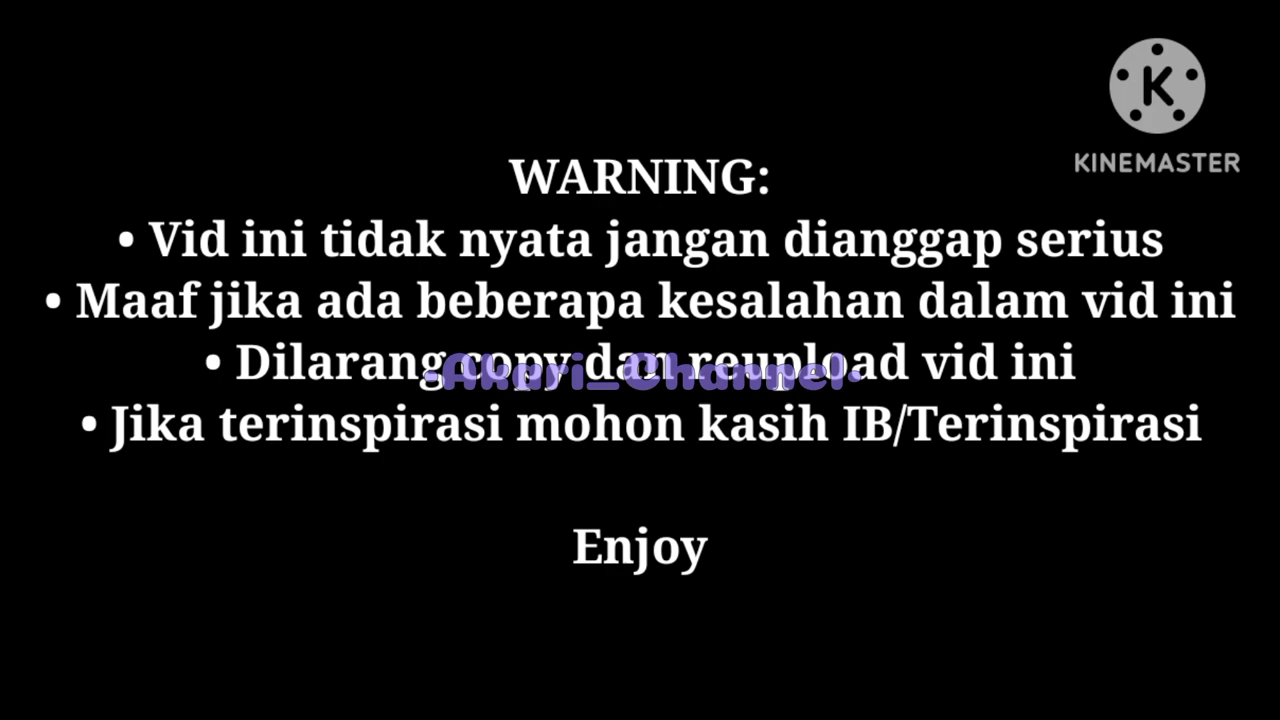 K
KINEMASTER
WARNING:
• Vid ini tidak nyata jangan dianggap serius
• Maaf jika ada beberapa kesalahan dalam vid ini
• Dilarang copy dan reupload vid ini
-Akari_Channel-
• Jika terinspirasi mohon kasih IB/Terinspirasi
Enjoy